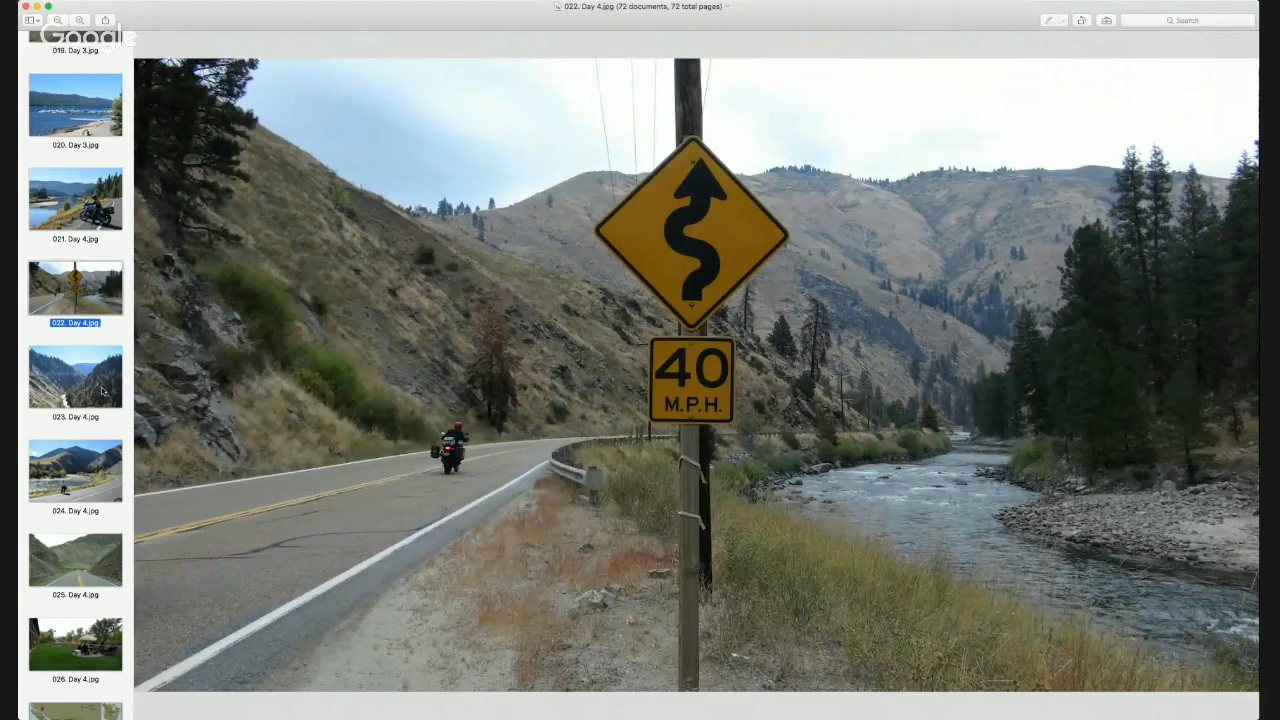 022. Day 4.jpg (72 documents, 72 total pages)
Search
Google
019. Day 3.jpg
020. Day 3.jpg
021. Day 4.jpg
022. Day 4.jpg
023. Day 4.jpg
024. Day 4.jpg
025. Day 4.jpg
026. Day 4.jpg
40
M.P.H.